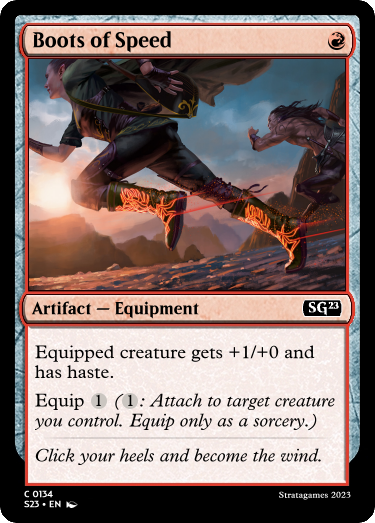 Boots of Speed
Artifact — Equipment
SG23
Equipped creature gets +1/+0 and
has haste.
Equip 1 (1: Attach to target creature
you control. Equip only as a sorcery.)
Click your heels and become the wind.
C 0134
S23 • EN
Stratagames 2023